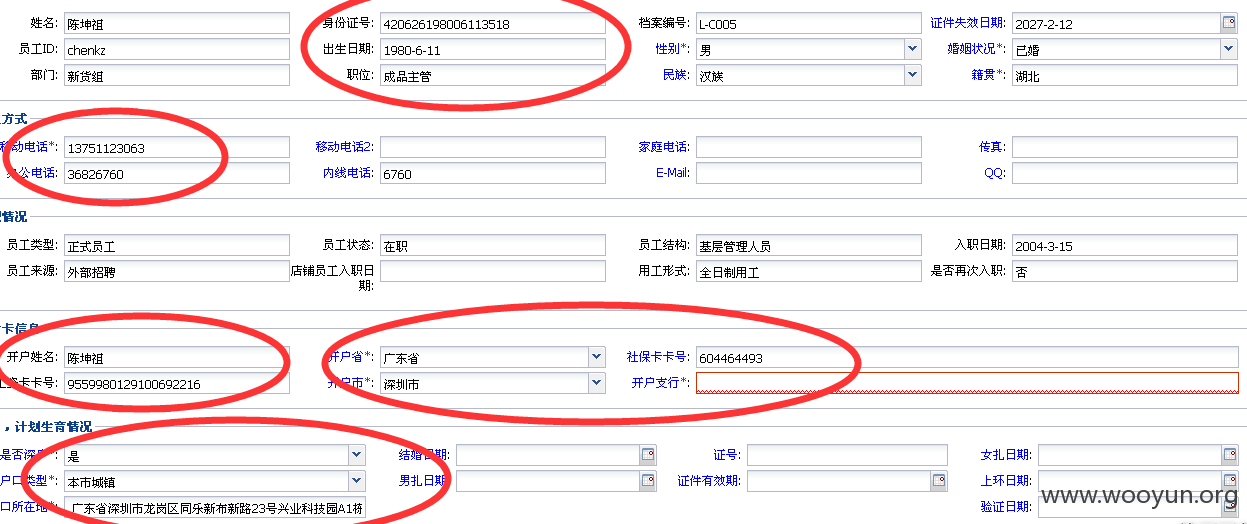 姓名: 陈坤祖 身份证号: 420626198006113518 档案编号: L-C005 证件失效日期: 2027-2-12
员工ID: chenkz 出生日期: 1980-6-11 性别*: 男 婚姻状况*: 已婚
部门: 新货组 职位: 成品主管 民族: 汉族 籍贯*: 湖北
方式
移动电话*: 13751123063 移动电话2: 家庭电话: 传真:
公电话: 36826760 内线电话: 6760 E-Mail: QQ:
情况
员工类型: 正式员工 员工状态: 在职 员工结构: 基层管理人员 入职日期: 2004-3-15
员工来源: 外部招聘 店铺员工入职日 用工形式: 全日制用工 是否再次入职: 否
期:
卡信息
开户姓名: 陈坤祖 开户省*: 广东省 社保卡卡号: 604464493
资卡卡号: 9559980129100692216 开户市*: 深圳市 开户支行*:
，计划生育情况
是否深户*: 是 结婚日期: 证号: 女扎日期:
户口类型*: 本市城镇 男扎日期: 证件有效期: 上环日期:
口所在地*: 广东省深圳市龙岗区同乐新布新路23号兴业科技园A1栋 验证日期:
www.wooyun.org